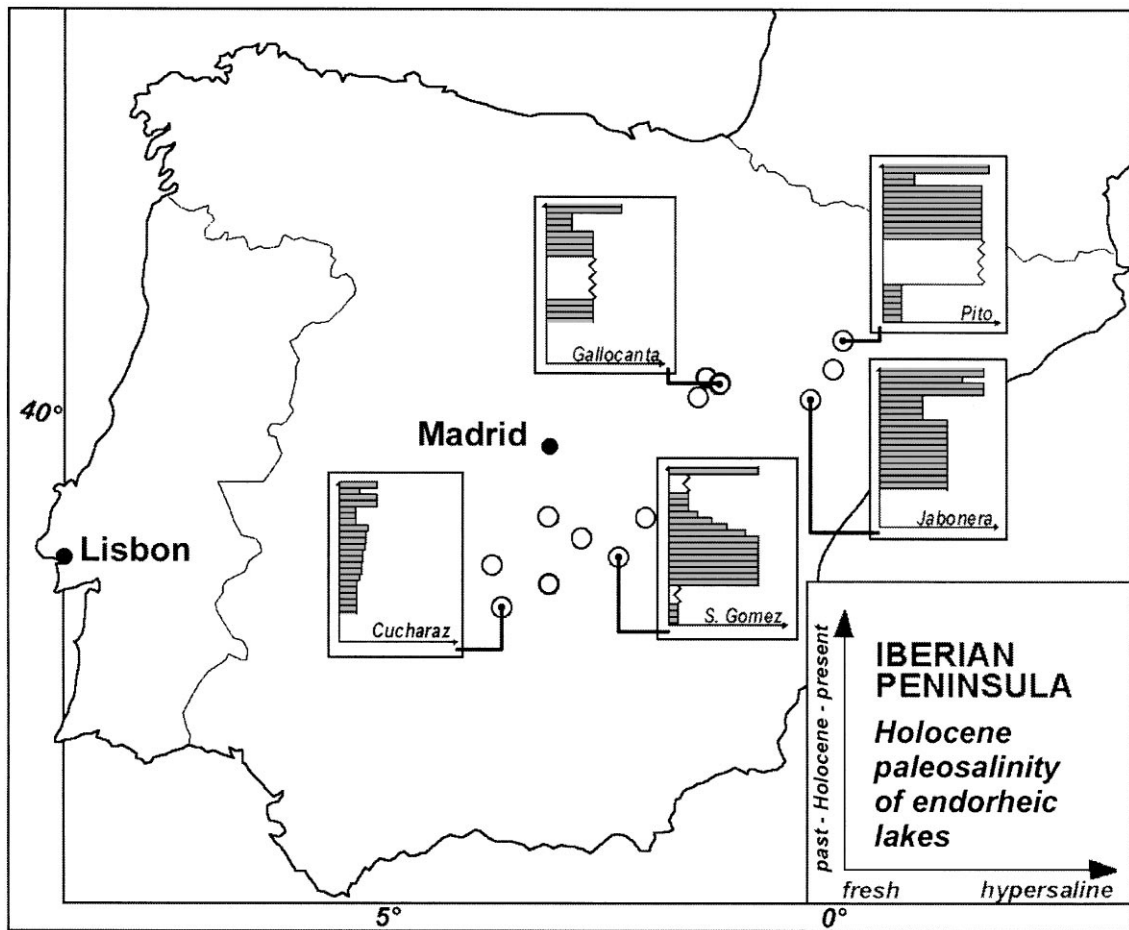 Pito
Gallocanta
40°
Madrid
Jabonera
Lisbon
Cucharaz
S. Gomez
past - Holocene - present
IBERIAN
PENINSULA
Holocene
paleosalinity
of endorheic
lakes
fresh
hypersaline
5°
0°